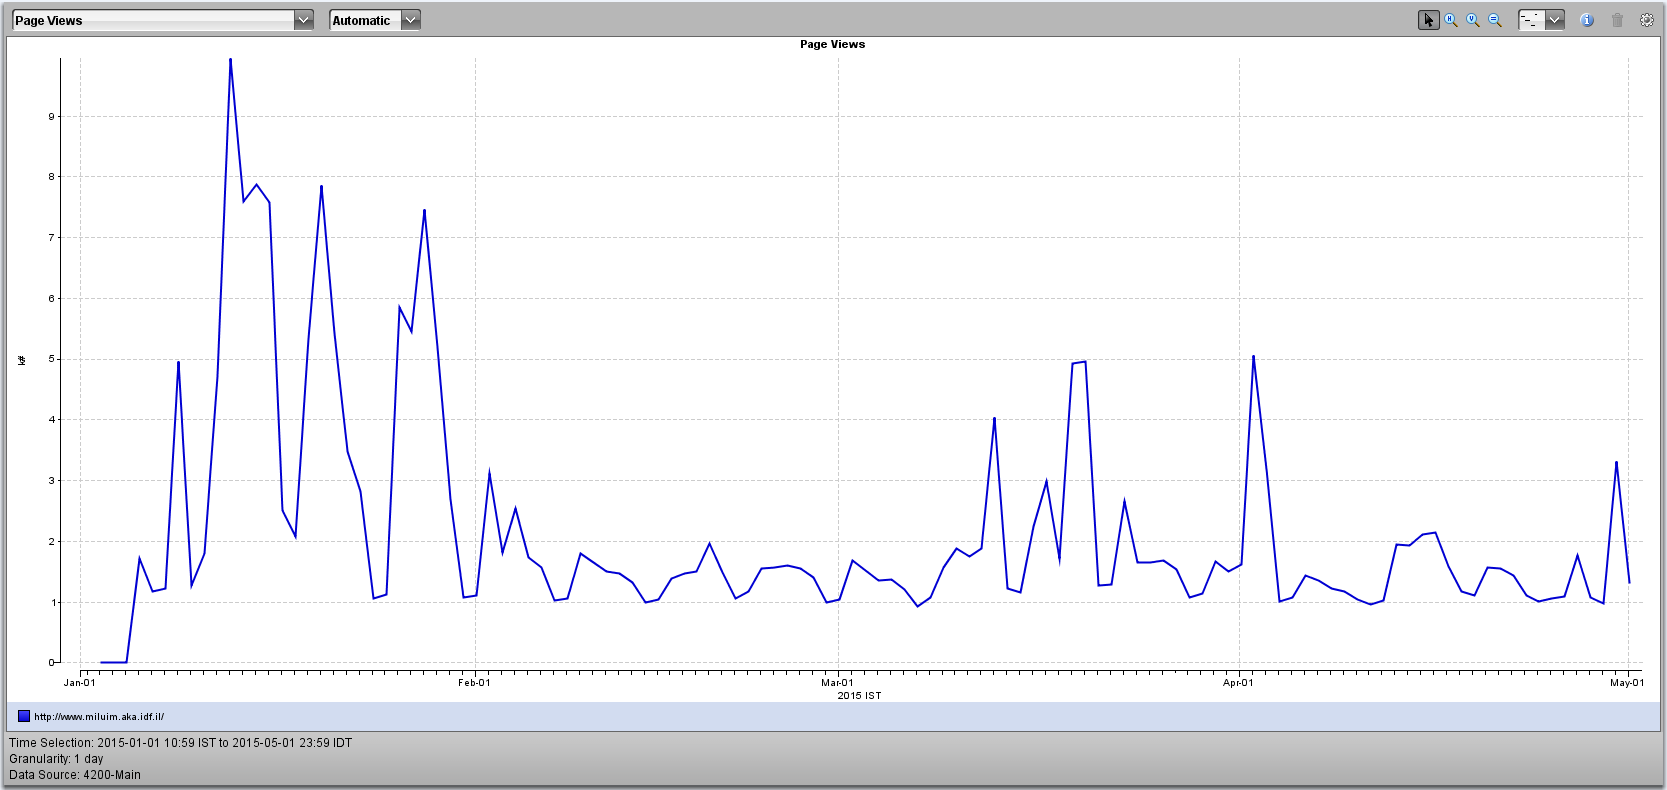 Page Views
Automatic
Page Views
9
8
7
6
5
4
3
2
1
0
k#
Jan-01
Feb-01
Mar-01
Apr-01
May-01
2015 IST
http://www.miluim.aka.idf.il/
Time Selection: 2015-01-01 10:59 IST to 2015-05-01 23:59 IDT
Granularity: 1 day
Data Source: 4200-Main